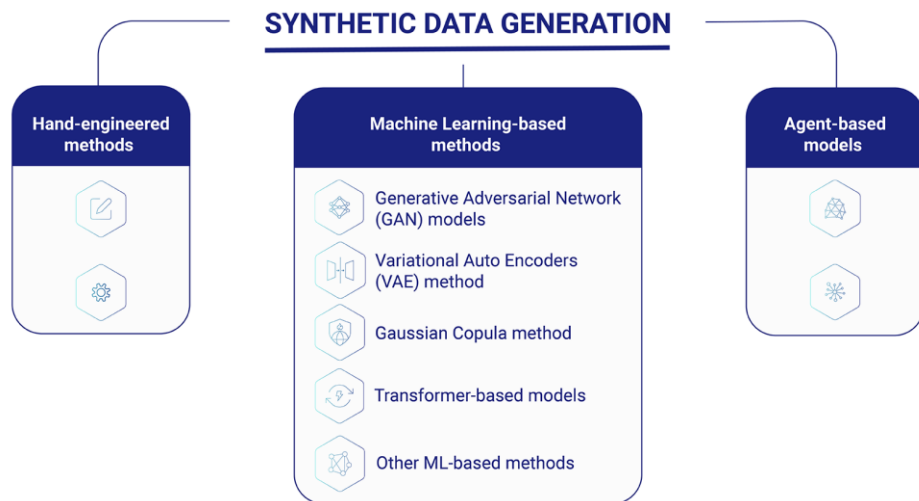 SYNTHETIC DATA GENERATION
Hand-engineered
methods
Machine Learning-based
methods
Generative Adversarial Network
(GAN) models
Variational Auto Encoders
(VAE) method
Gaussian Copula method
Transformer-based models
Other ML-based methods
Agent-based
models